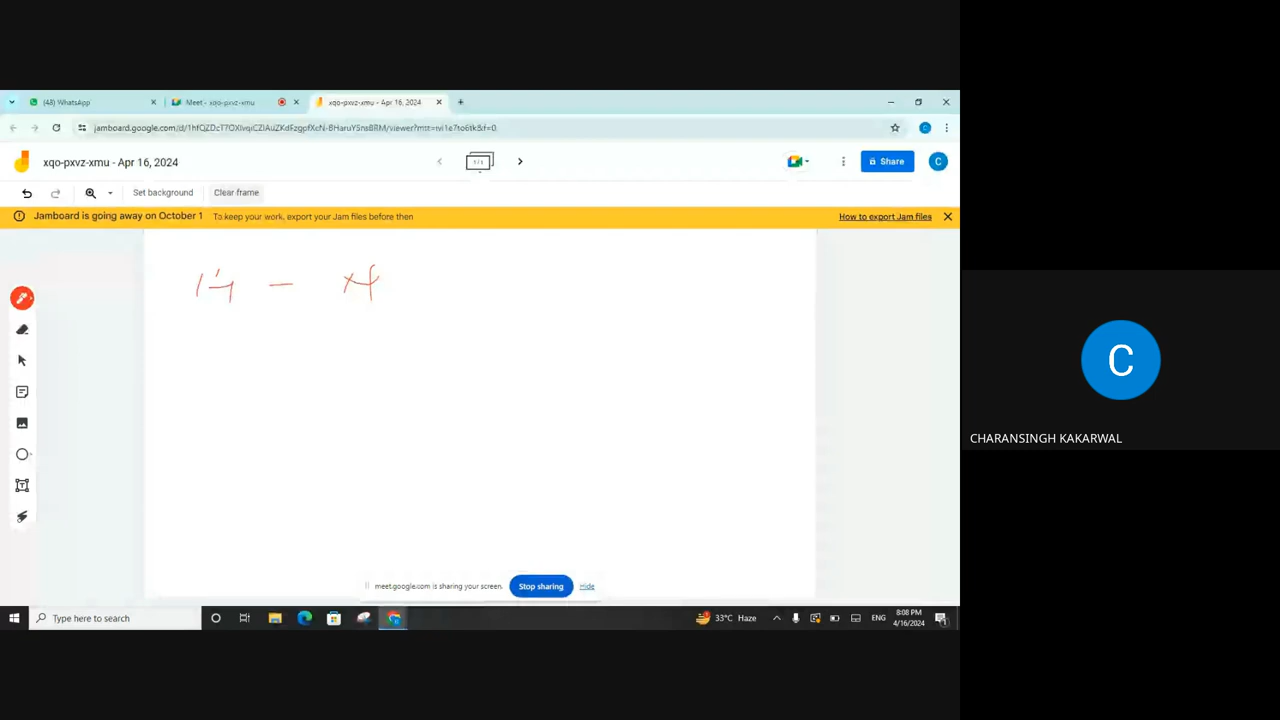 (48) WhatsApp
Meet - xqo-pxvz-xmu
xqo-pxvz-xmu - Apr 16, 2024
xqo-pxvz-xmu - Apr 16, 2024
1/1
Share
C
Set background
Clear frame
Jamboard is going away on October 1 To keep your work, export your Jam files before then
How to export Jam files
14 -
C
CHARANSINGH KAKARWAL
meet.google.com is sharing your screen.
Stop sharing
Hide
Type here to search
33°C Haze
ENG
8:08 PM
4/16/2024